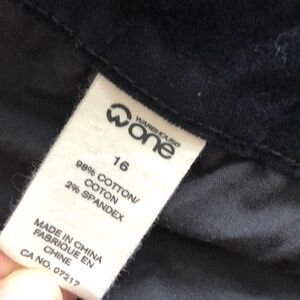 WAREHOUSE
one
16
98% COTTON/
COTON
2% SPANDEX
MADE IN CHINA
FABRIQUE EN
CHINE
CA NO. 07217